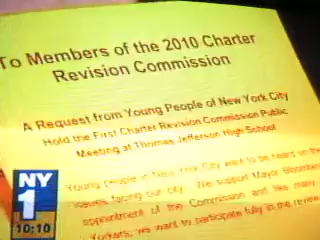 To Members of the 2010 Charter
Revision Commission
A Request from Young People of New York City
Hold the First Charter Revision Commission Public
Meeting at Thomas Jefferson High School
Young people in New York City want to be heard on the
issues facing our city. We support Mayor Bloomberg
appointment of the Commission and like many
Yorkers, we want to participate fully in the review
NY
1
10:10